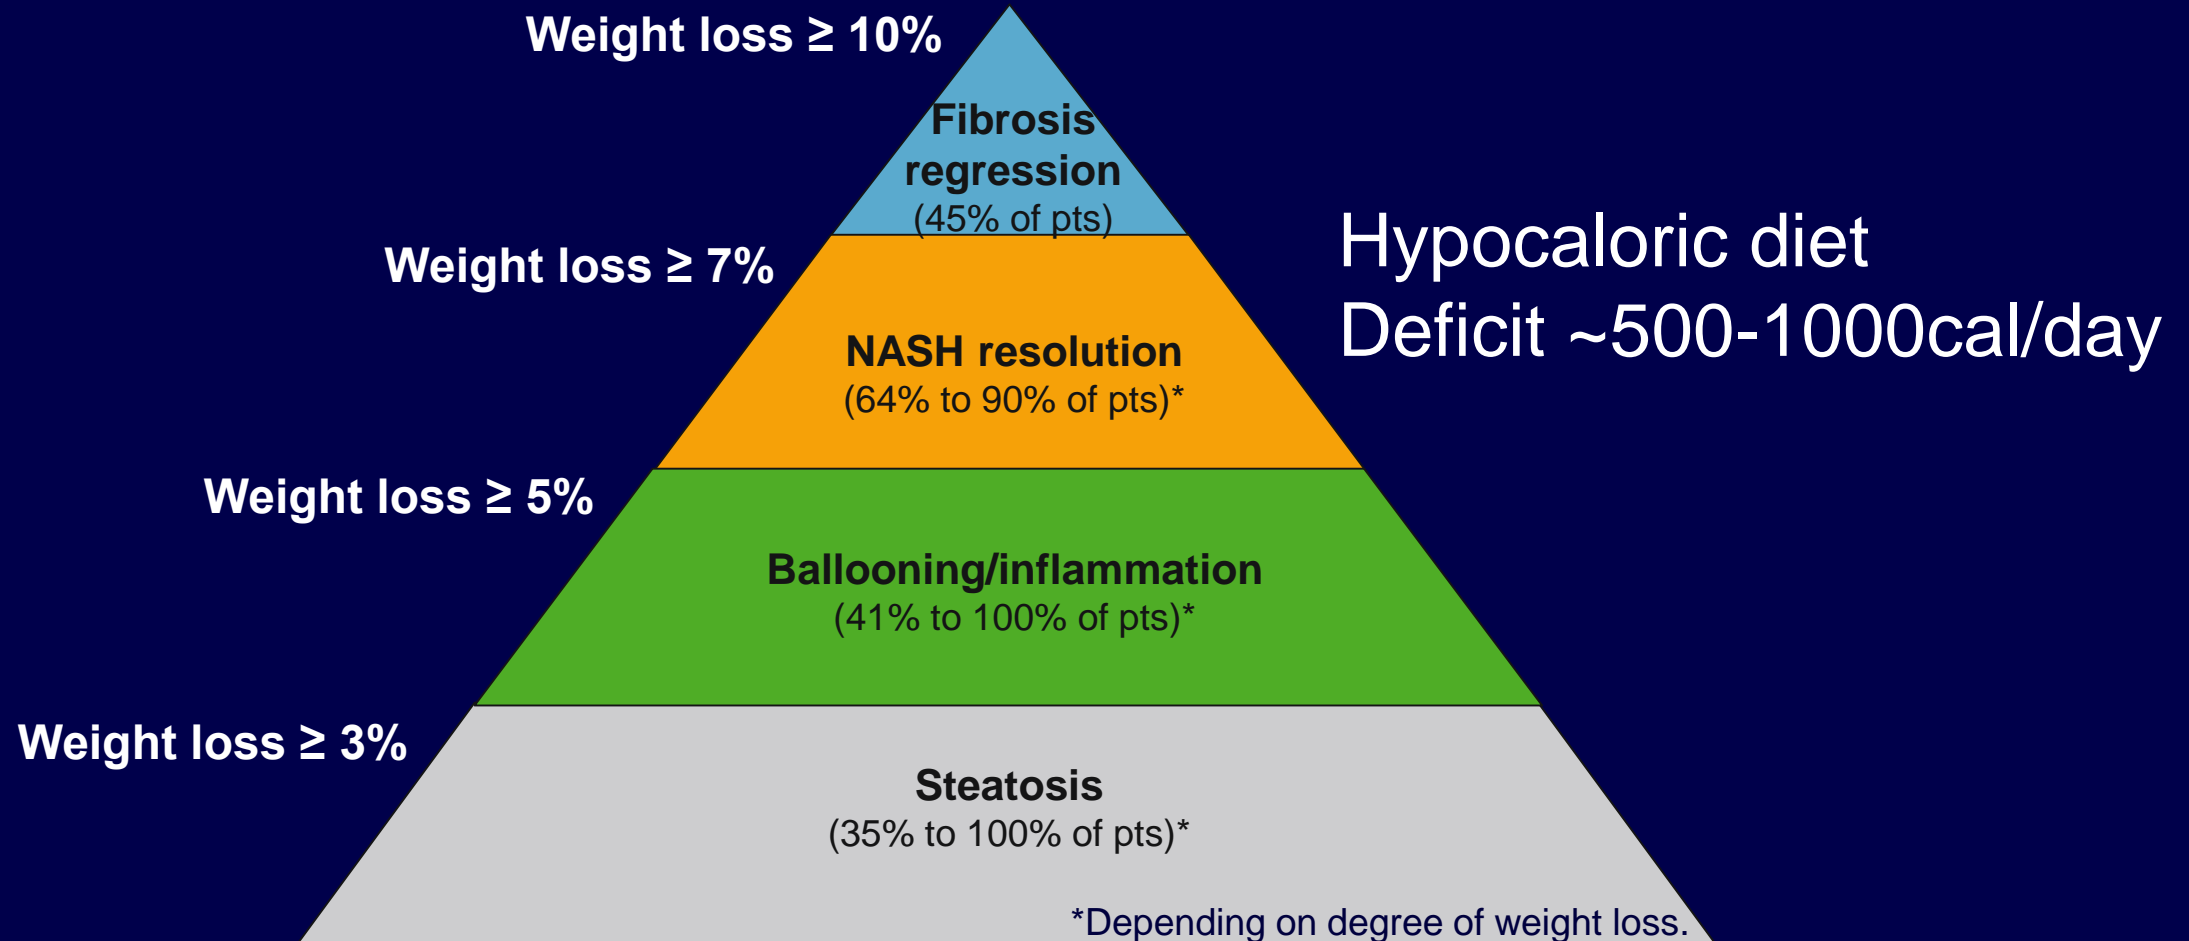 Weight loss ≥ 10%
Fibrosis
regression
(45% of pts)
Weight loss ≥ 7%
NASH resolution
(64% to 90% of pts)*
Hypocaloric diet
Deficit ~500-1000cal/day
Weight loss ≥ 5%
Ballooning/inflammation
(41% to 100% of pts)*
Weight loss ≥ 3%
Steatosis
(35% to 100% of pts)*
*Depending on degree of weight loss.